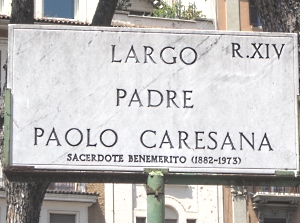 LARGO R.XIV
PADRE
PAOLO CARESANA
SACERDOTE BENEMERITO (1882-1973)